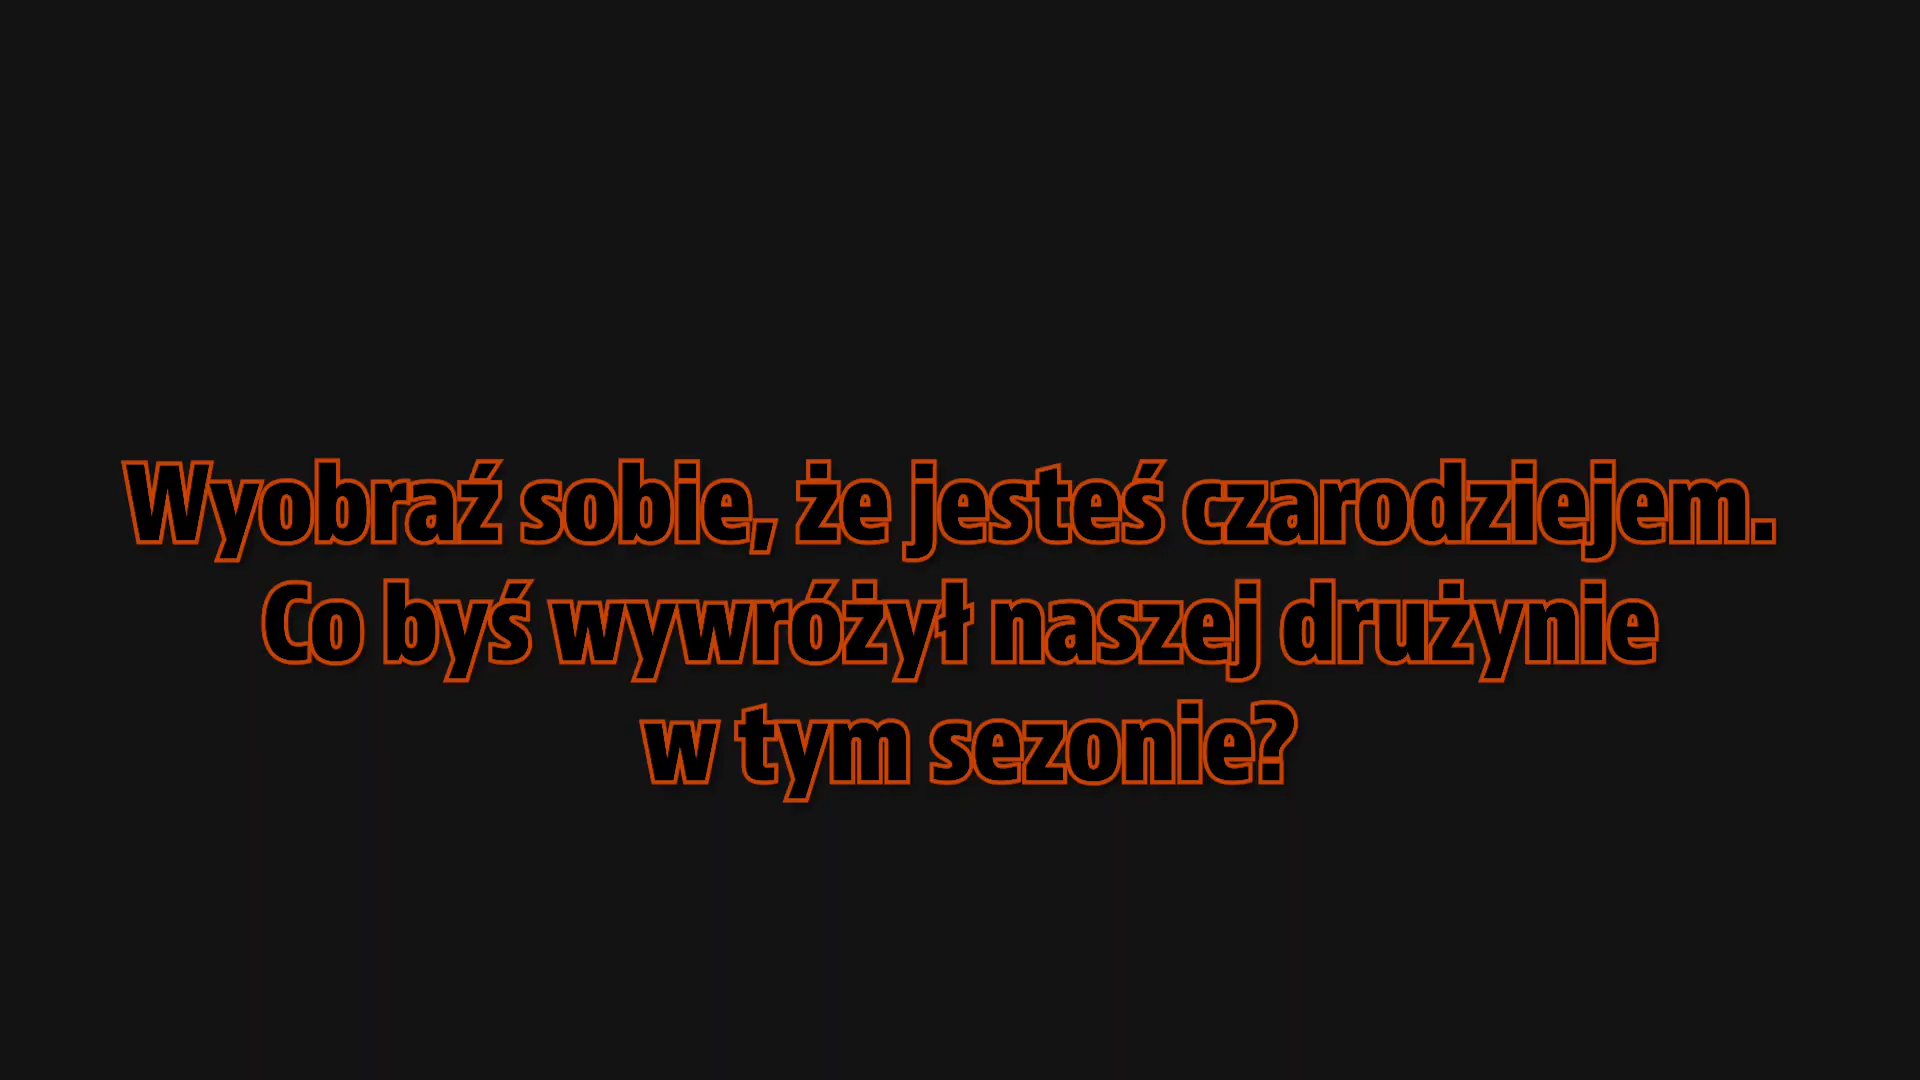 Wyobraź sobie, że jesteś czarodziejem.
Co byś wywróżył naszej drużynie
w tym sezonie?